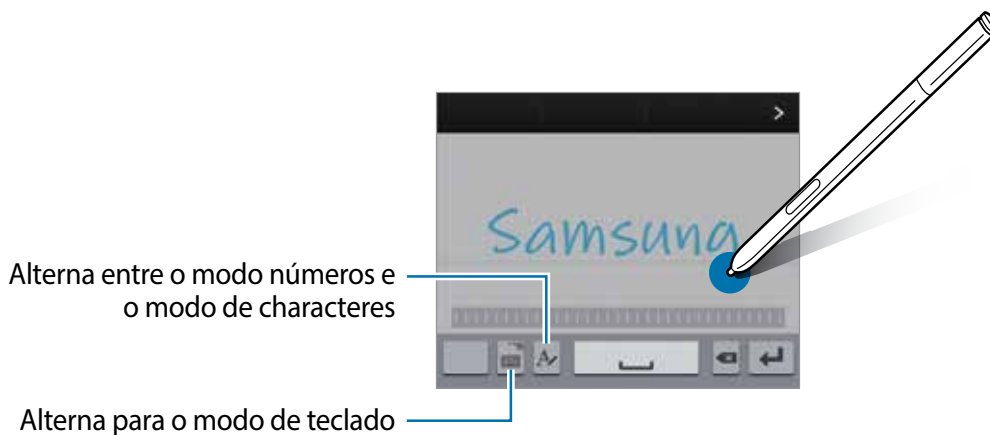 Samsung
Alterna entre o modo números e
o modo de characteres
Alterna para o modo de teclado